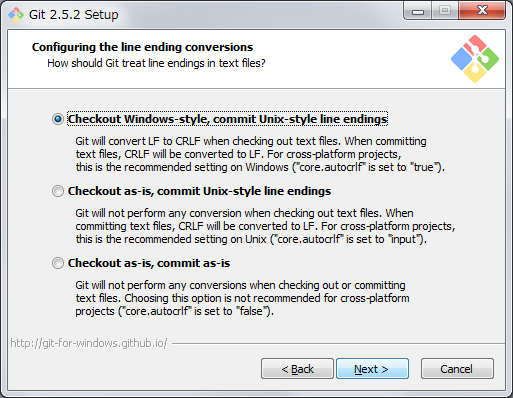 Git 2.5.2 Setup
Configuring the line ending conversions
How should Git treat line endings in text files?
Checkout Windows-style, commit Unix-style line endings
Git will convert LF to CRLF when checking out text files. When committing
text files, CRLF will be converted to LF. For cross-platform projects,
this is the recommended setting on Windows ("core.autocrlf" is set to "true").
Checkout as-is, commit Unix-style line endings
Git will not perform any conversion when checking out text files. When
committing text files, CRLF will be converted to LF. For cross-platform projects,
this is the recommended setting on Unix ("core.autocrlf" is set to "input").
Checkout as-is, commit as-is
Git will not perform any conversions when checking out or committing
text files. Choosing this option is not recommended for cross-platform
projects ("core.autocrlf" is set to "false").
http://git-for-windows.github.io/
< Back
Next >
Cancel